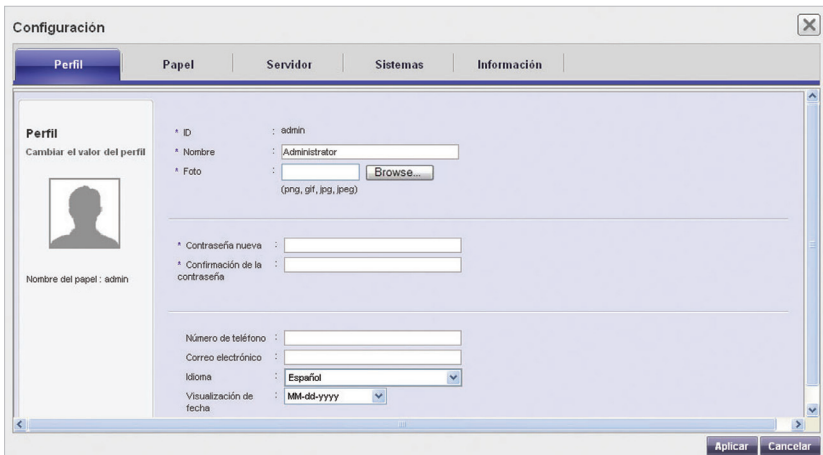 Configuración
Perfil Papel Servidor Sistemas Información
Perfil
Cambiar el valor del perfil
Nombre del papel : admin
* ID : admin
* Nombre : Administrator
* Foto : Browse...
(png, gif, jpg, jpeg)
* Contraseña nueva :
* Confirmación de la :
contraseña
Número de teléfono :
Correo electrónico :
Idioma : Español
Visualización de : MM-dd-yyyy
fecha
Aplicar Cancelar